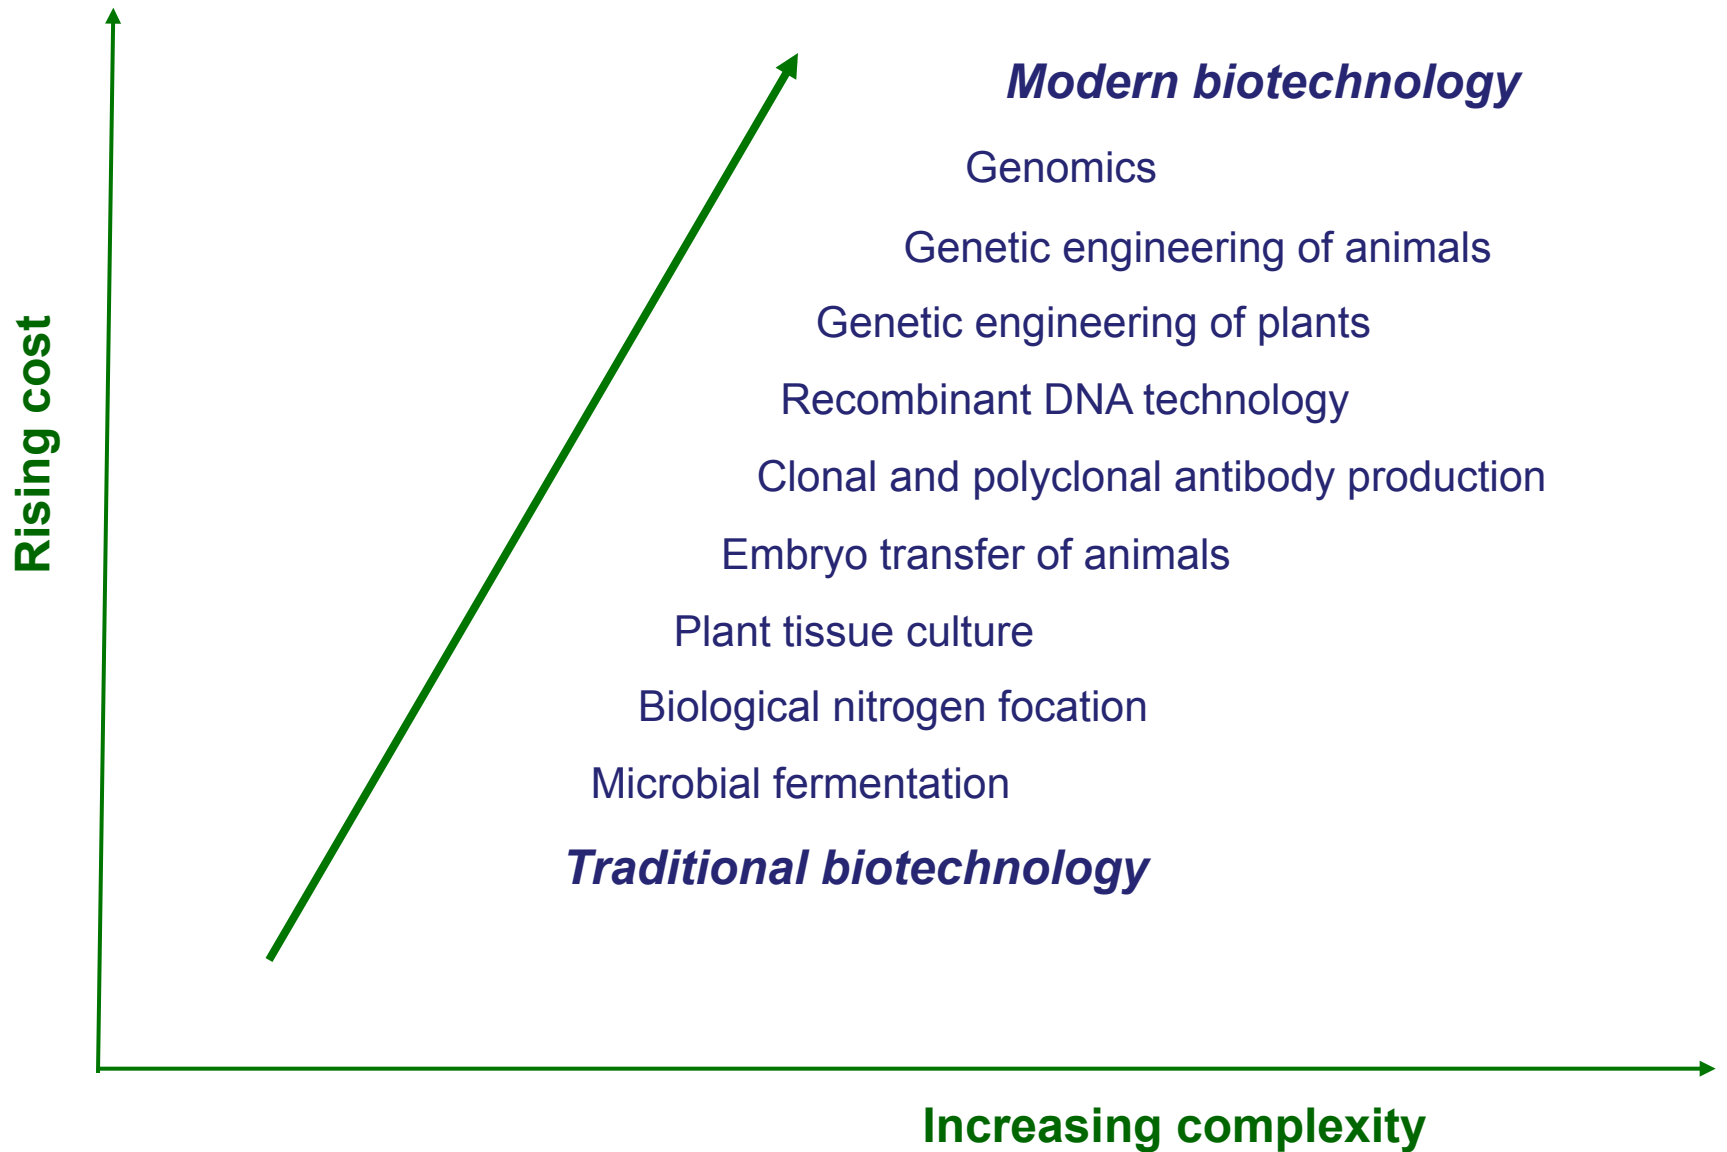 Modern biotechnology
Genomics
Genetic engineering of animals
Genetic engineering of plants
Recombinant DNA technology
Clonal and polyclonal antibody production
Embryo transfer of animals
Plant tissue culture
Biological nitrogen focation
Microbial fermentation
Traditional biotechnology
Rising cost
Increasing complexity